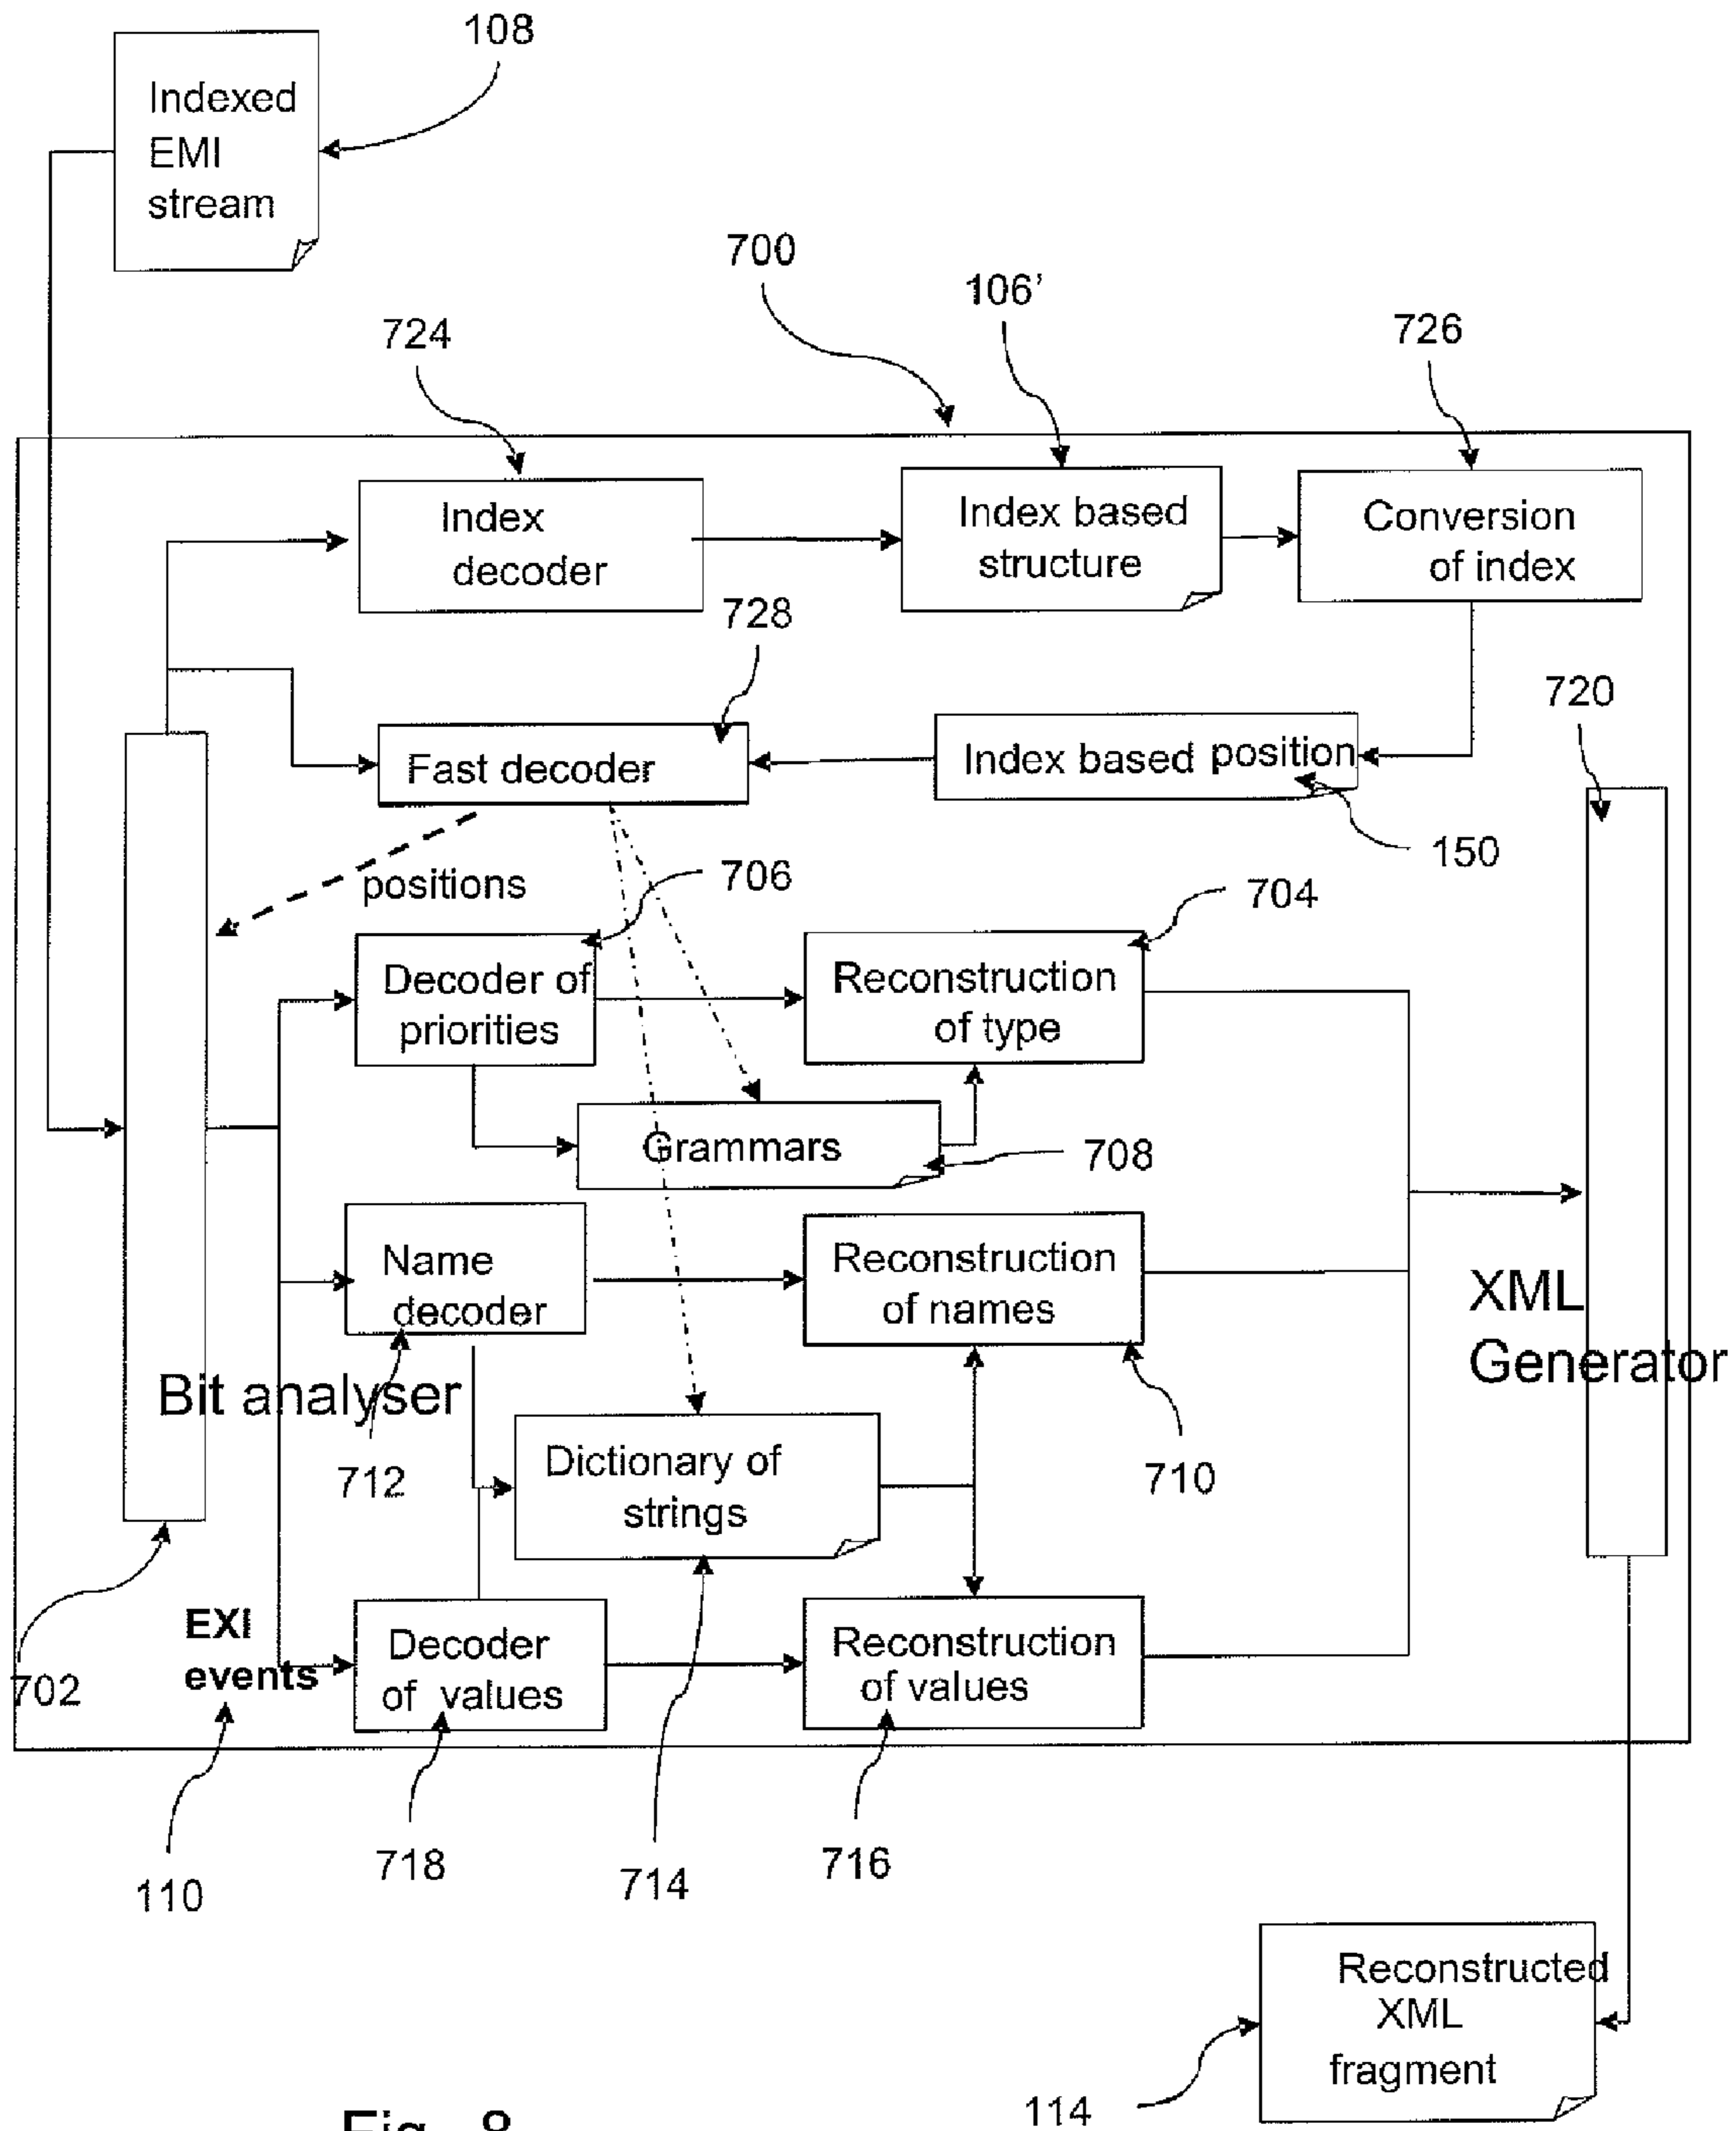 108
Indexed
EMI
stream
700
106’
724
726
Index
decoder
Index based
structure
Conversion
of index
728
720
Fast decoder
Index based position
150
positions
706
704
Decoder of
priorities
Reconstruction
of type
Grammars
708
Name
decoder
Reconstruction
of names
XML
Generator
Bit analyser
712
710
Dictionary of
strings
EXI
events
702
Decoder
of values
Reconstruction
of values
110
718
714
716
Reconstructed
XML
fragment
114
Fig. 8